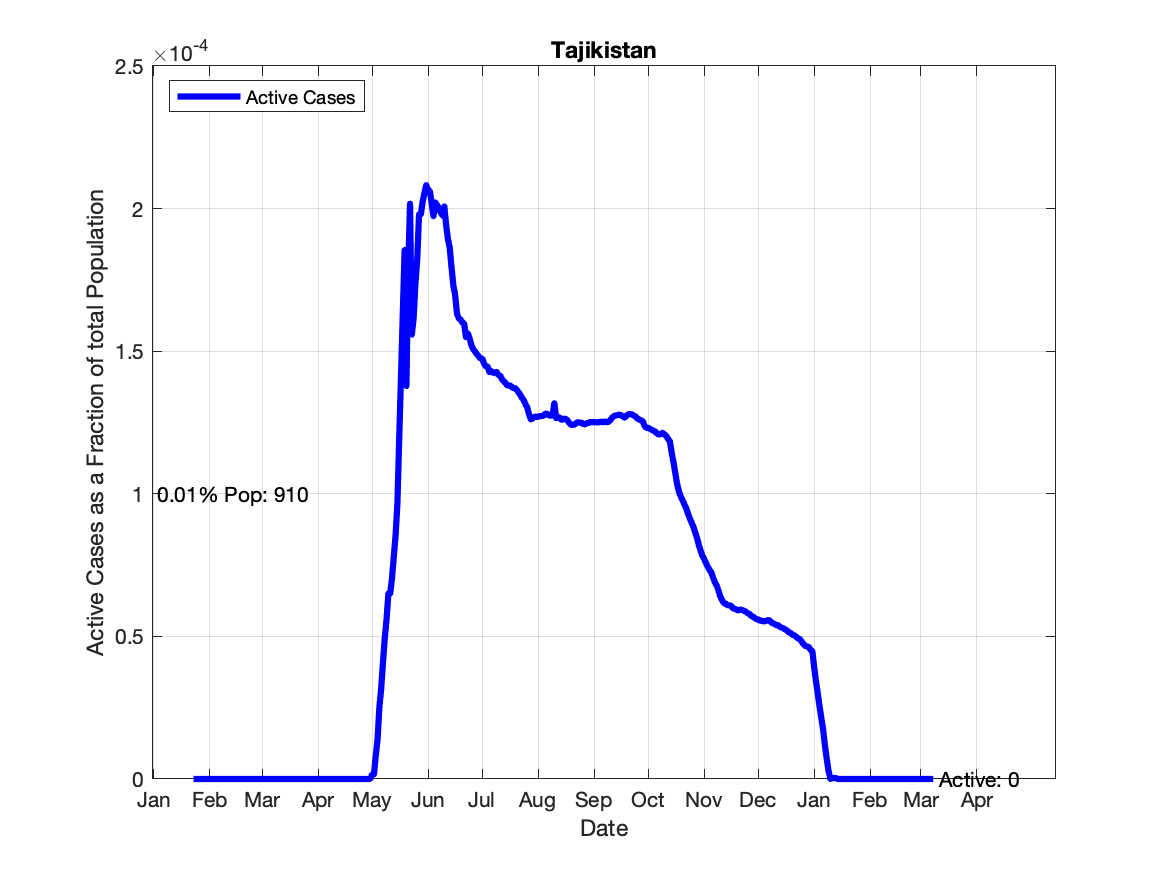 Tajikistan
×10-4
Active Cases
2.5
2
1.5
1
0.5
0
0.01% Pop: 910
Active: 0
Active Cases as a Fraction of total Population
Jan Feb Mar Apr May Jun Jul Aug Sep Oct Nov Dec Jan Feb Mar Apr
Date